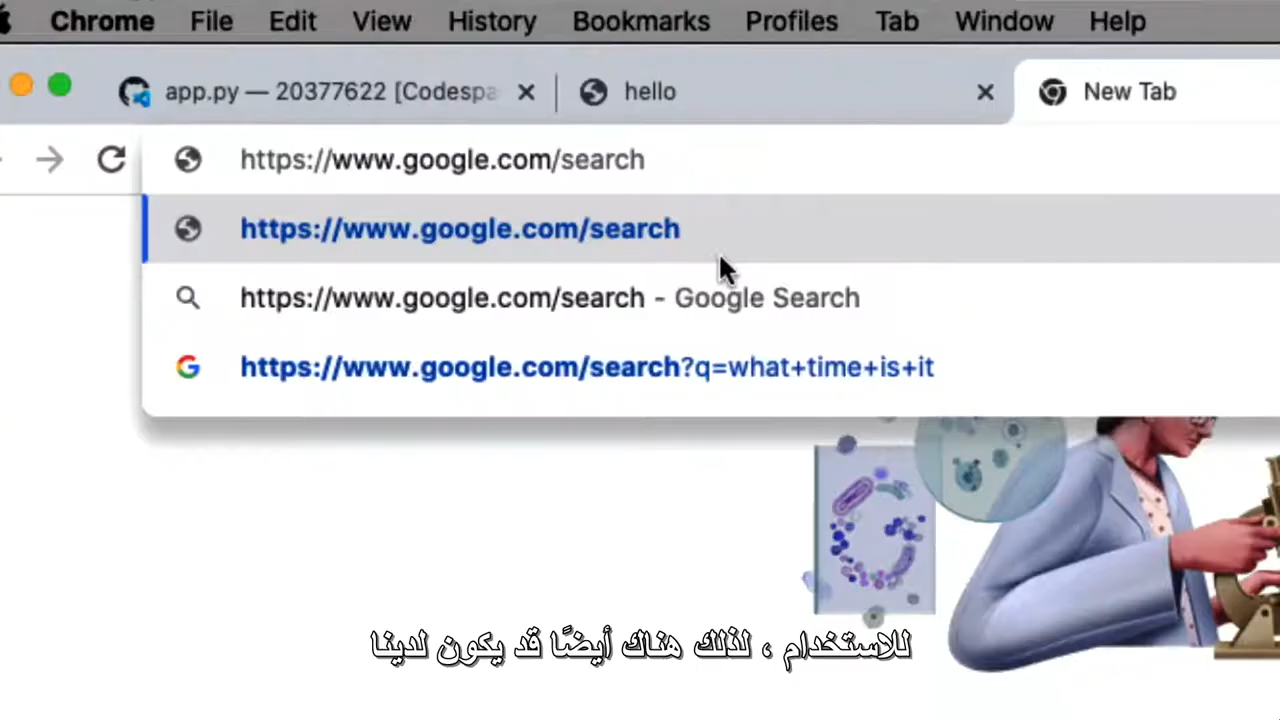 Chrome File Edit View History Bookmarks Profiles Tab Window Help
app.py — 20377622 [Codespa hello New Tab
https://www.google.com/search
https://www.google.com/search
https://www.google.com/search - Google Search
https://www.google.com/search?q=what+time+is+it
للاستخدام ، لذلك هناك أيضًا قد يكون لدينا